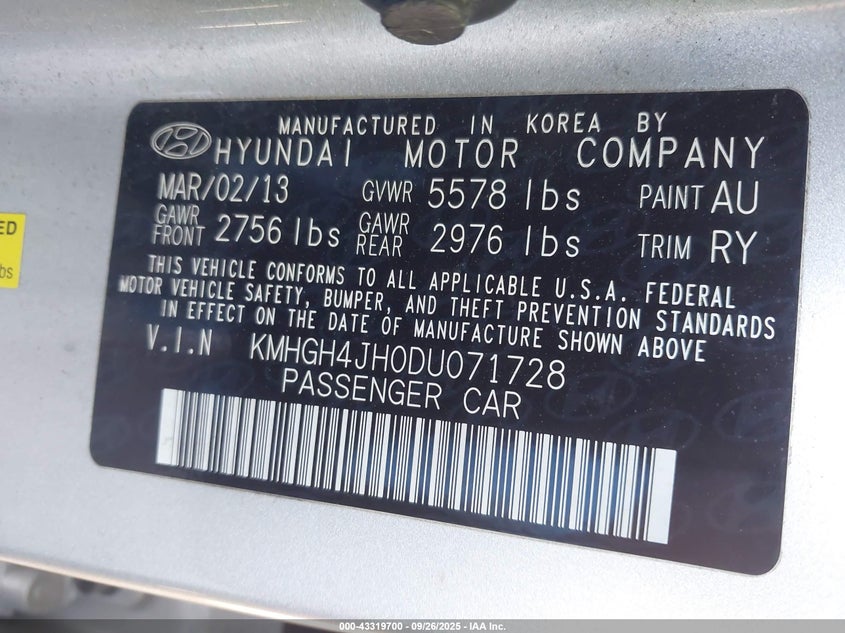 MANUFACTURED IN KOREA BY
HYUNDAI MOTOR COMPANY
MAR/02/13 GVWR 5578 lbs PAINT AU
GAWR FRONT 2756 lbs GAWR REAR 2976 lbs TRIM RY
THIS VEHICLE CONFORMS TO ALL APPLICABLE U.S.A. FEDERAL
MOTOR VEHICLE SAFETY, BUMPER, AND THEFT PREVENTION STANDARDS
IN EFFECT ON THE DATE OF MANUFACTURE SHOWN ABOVE
V.I.N KMHGH4JH0DU071728
PASSENGER CAR
ED
bs
000-43319700 - 09/26/2025 - IAA Inc.